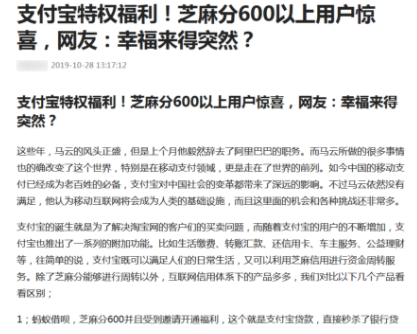 支付宝特权福利！芝麻分600以上用户惊
喜，网友：幸福来得突然？
2019-10-28 13:17:12
支付宝特权福利！芝麻分600以上用户惊喜，网友：幸福来得
突然？
这些年，马云的风头正盛，但是上个月他毅然辞去了阿里巴巴的职务。而马云所做的很多事情
也的确改变了这个世界，特别是在移动支付领域，更是走在了世界的前列。如今中国的移动支
付已经成为老百姓的必备，支付宝对中国社会的变革都带来了深远的影响。不过马云依然没有
满足，他认为移动互联网将会成为人类的基础设施，而且这里面的机会和各种挑战还非常多。
支付宝的诞生就是为了解决淘宝网的客户们的买卖问题，而随着支付宝的用户的不断增加，支
付宝也推出了一系列的附加功能。比如生活缴费、转账汇款、还信用卡、车主服务、公益理财
等，往简单的说，支付宝既可以满足人们的日常生活，又可以利用芝麻信用进行资金周转服
务。除了芝麻分能够进行周转以外，互联网信用体系下的产品多多，我们对比以下几个产品看
看区别；
1；蚂蚁借呗，芝麻分600并且受到邀请开通福利，这个就是支付宝贷款，直接秒杀了银行贷